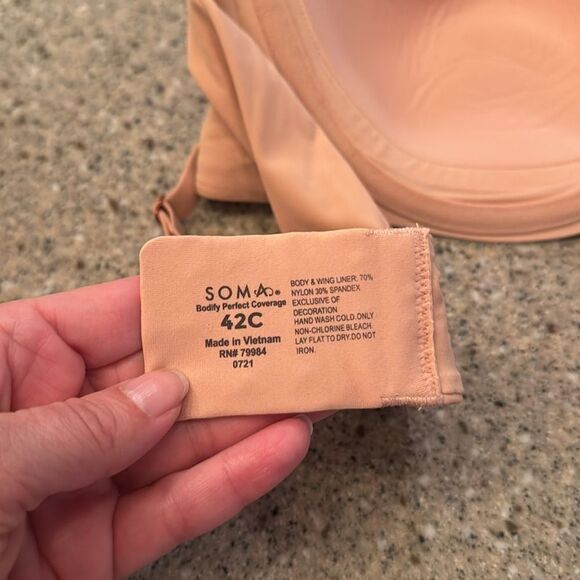 SOMA®
Bodify Perfect Coverage
42C
Made in Vietnam
RN# 79984
0721
BODY & WING LINER: 70%
NYLON 30% SPANDEX
EXCLUSIVE OF
DECORATION
HAND WASH COLD.ONLY
NON-CHLORINE BLEACH.
LAY FLAT TO DRY.DO NOT
IRON.